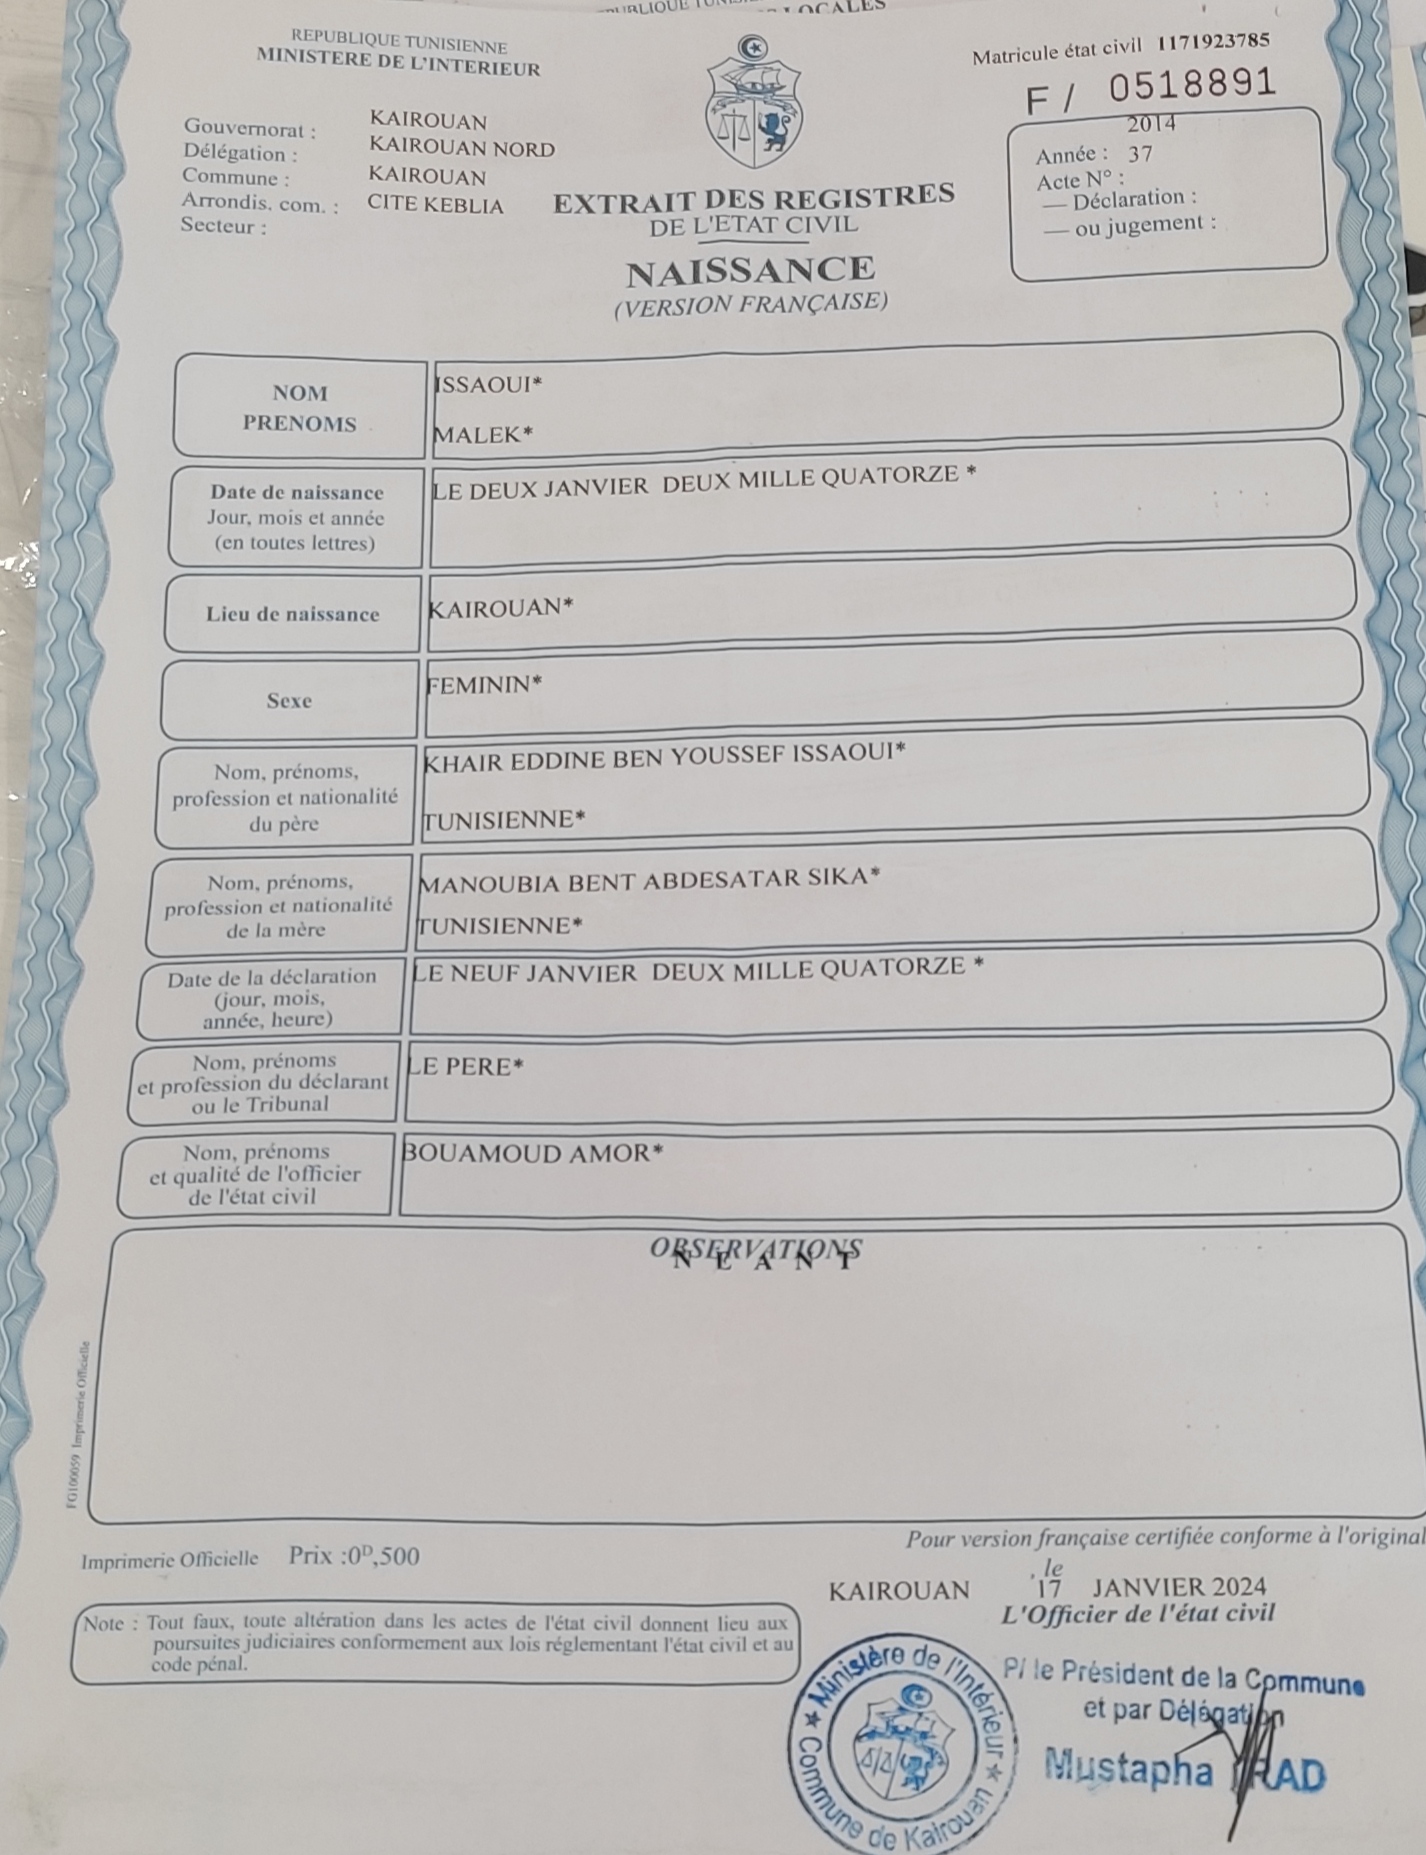 REPUBLIQUE TUNISIENNE
MINISTERE DE L'INTERIEUR
Gouvernorat : KAIROUAN
Délégation : KAIROUAN NORD
Commune : KAIROUAN
Arrondis. com. : CITE KEBLIA
Secteur :
Matricule état civil 1171923785
F / 0518891
2014
Année : 37
Acte N° :
— Déclaration :
— ou jugement :
EXTRAIT DES REGISTRES
DE L'ETAT CIVIL
NAISSANCE
(VERSION FRANÇAISE)
NOM
PRENOMS
ISSAOUI*
MALEK*
Date de naissance
Jour, mois et année
(en toutes lettres)
LE DEUX JANVIER DEUX MILLE QUATORZE *
Lieu de naissance
KAIROUAN*
Sexe
FEMININ*
Nom, prénoms,
profession et nationalité
du père
KHAIR EDDINE BEN YOUSSEF ISSAOUI*
TUNISIENNE*
Nom, prénoms,
profession et nationalité
de la mère
MANOUBIA BENT ABDESATAR SIKA*
TUNISIENNE*
Date de la déclaration
(jour, mois,
année, heure)
LE NEUF JANVIER DEUX MILLE QUATORZE *
Nom, prénoms
et profession du déclarant
ou le Tribunal
LE PERE*
Nom, prénoms
et qualité de l'officier
de l'état civil
BOUAMOUD AMOR*
OBSERVATIONS
N E A N T
FG100059 Imprimerie Officielle
Imprimerie Officielle Prix :0ᴰ,500
Pour version française certifiée conforme à l'original
, le
KAIROUAN 17 JANVIER 2024
L'Officier de l'état civil
Note : Tout faux, toute altération dans les actes de l'état civil donnent lieu aux
poursuites judiciaires conformement aux lois réglementant l'état civil et au
code pénal.
Ministère de l'Intérieur
Commune de Kairouan
P/ le Président de la Commune
et par Délégation
Mustapha